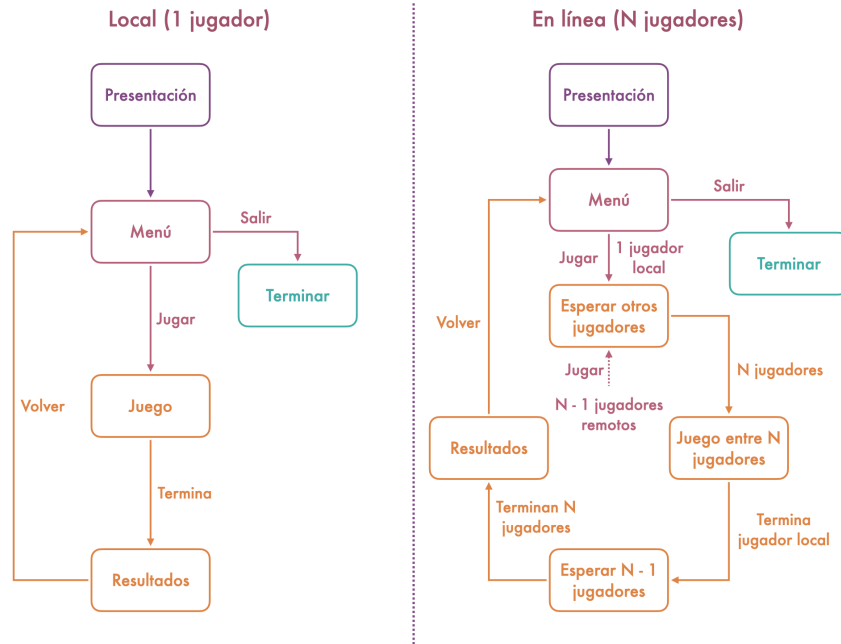 Local (1 jugador)
Presentación
Menú
Salir
Terminar
Jugar
Juego
Volver
Termina
Resultados
En línea (N jugadores)
Presentación
Menú
Salir
Terminar
Jugar
1 jugador
local
Esperar otros
jugadores
Volver
Jugar
N - 1 jugadores
remotos
N jugadores
Juego entre N
jugadores
Resultados
Terminan N
jugadores
Termina
jugador local
Esperar N - 1
jugadores